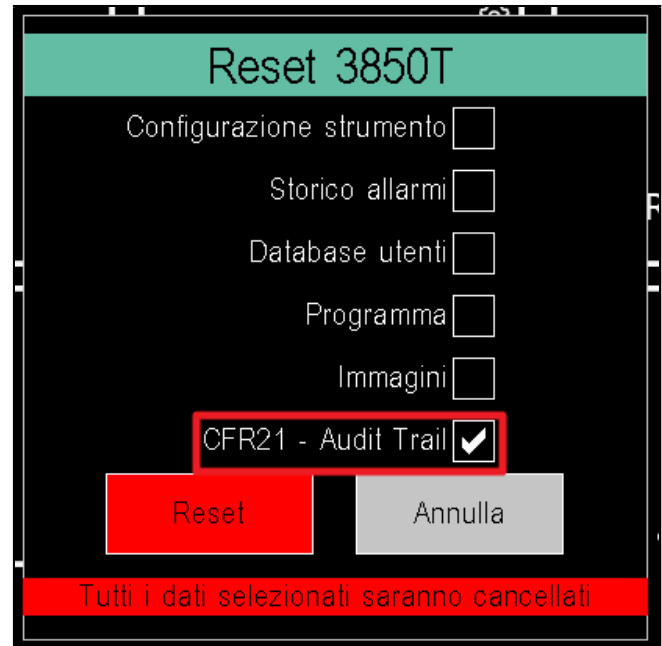 Reset 3850T
Configurazione strumento
Storico allarmi
Database utenti
Programma
Immagini
CFR21 - Audit Trail
Reset Annulla
Tutti i dati selezionati saranno cancellati